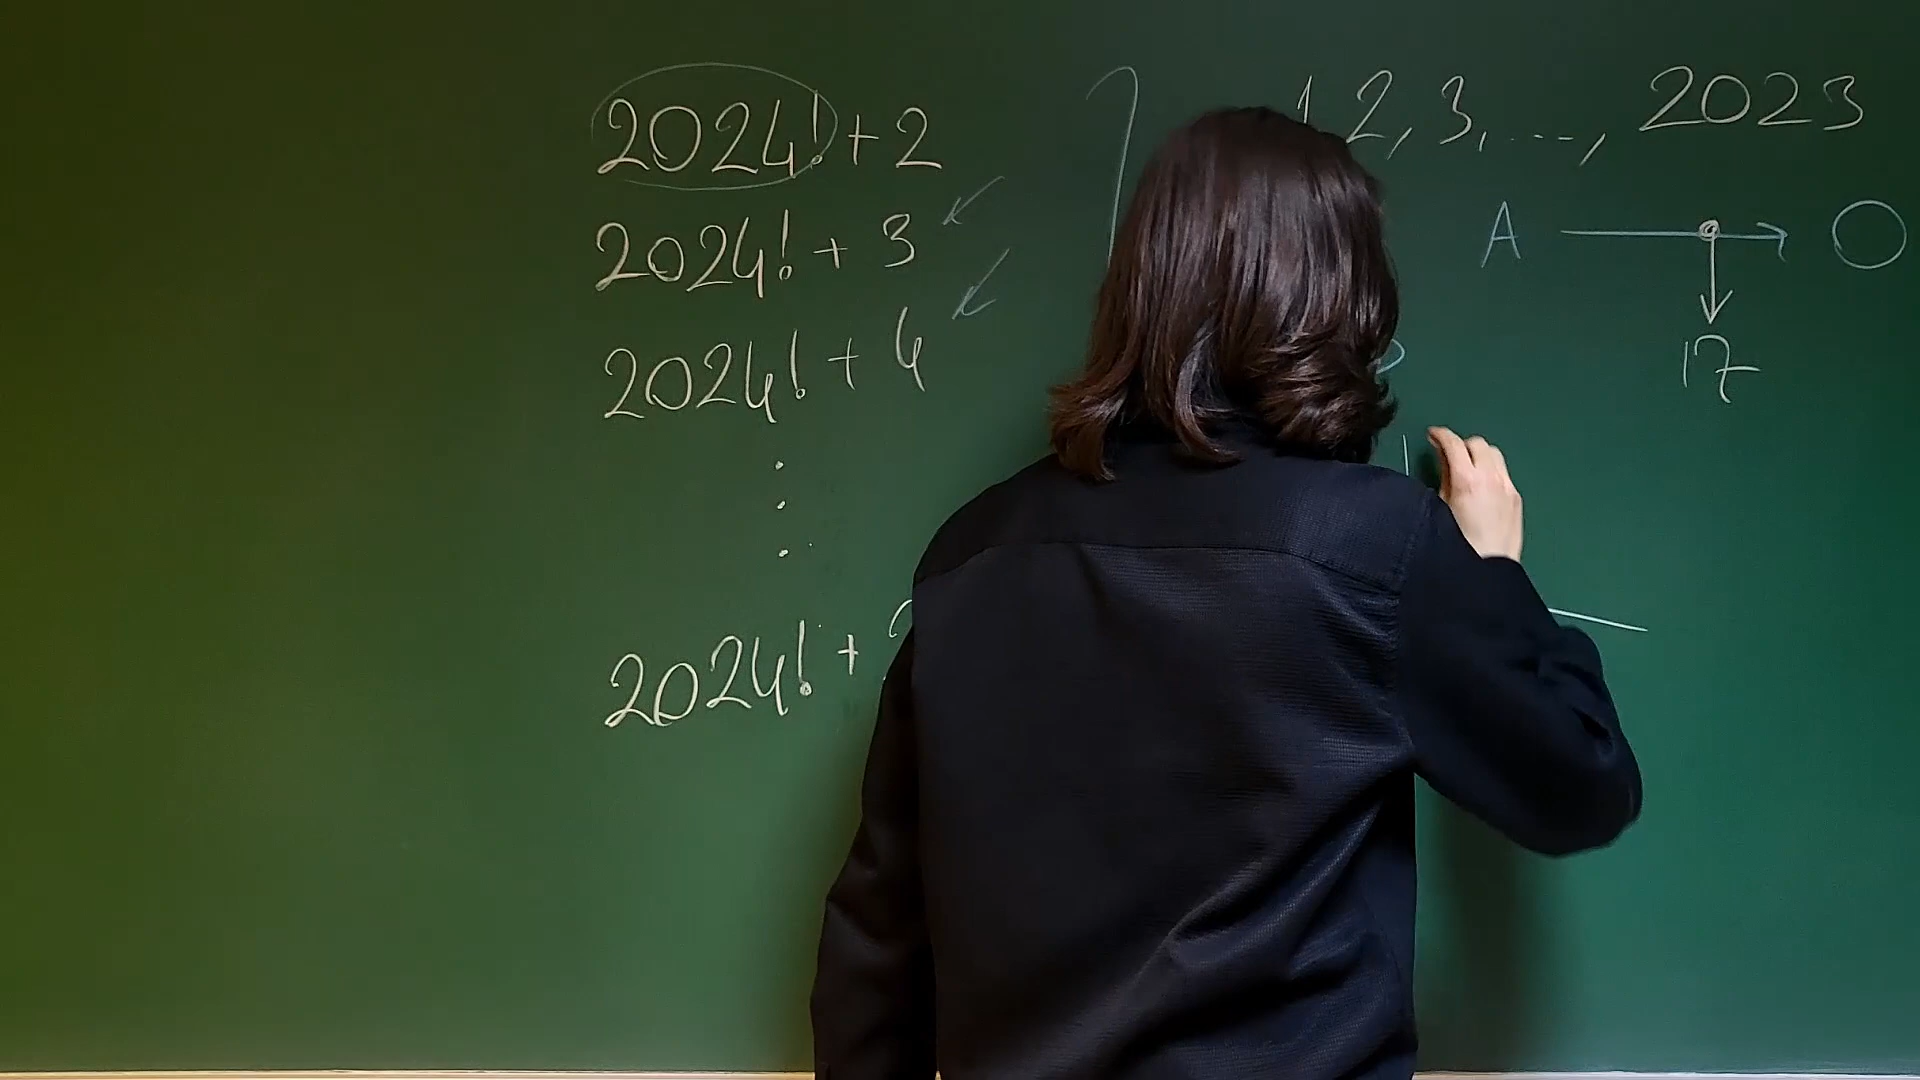 2024! + 2
2024! + 3
2024! + 4
2024! +
1, 2, 3, ..., 2023
A
17